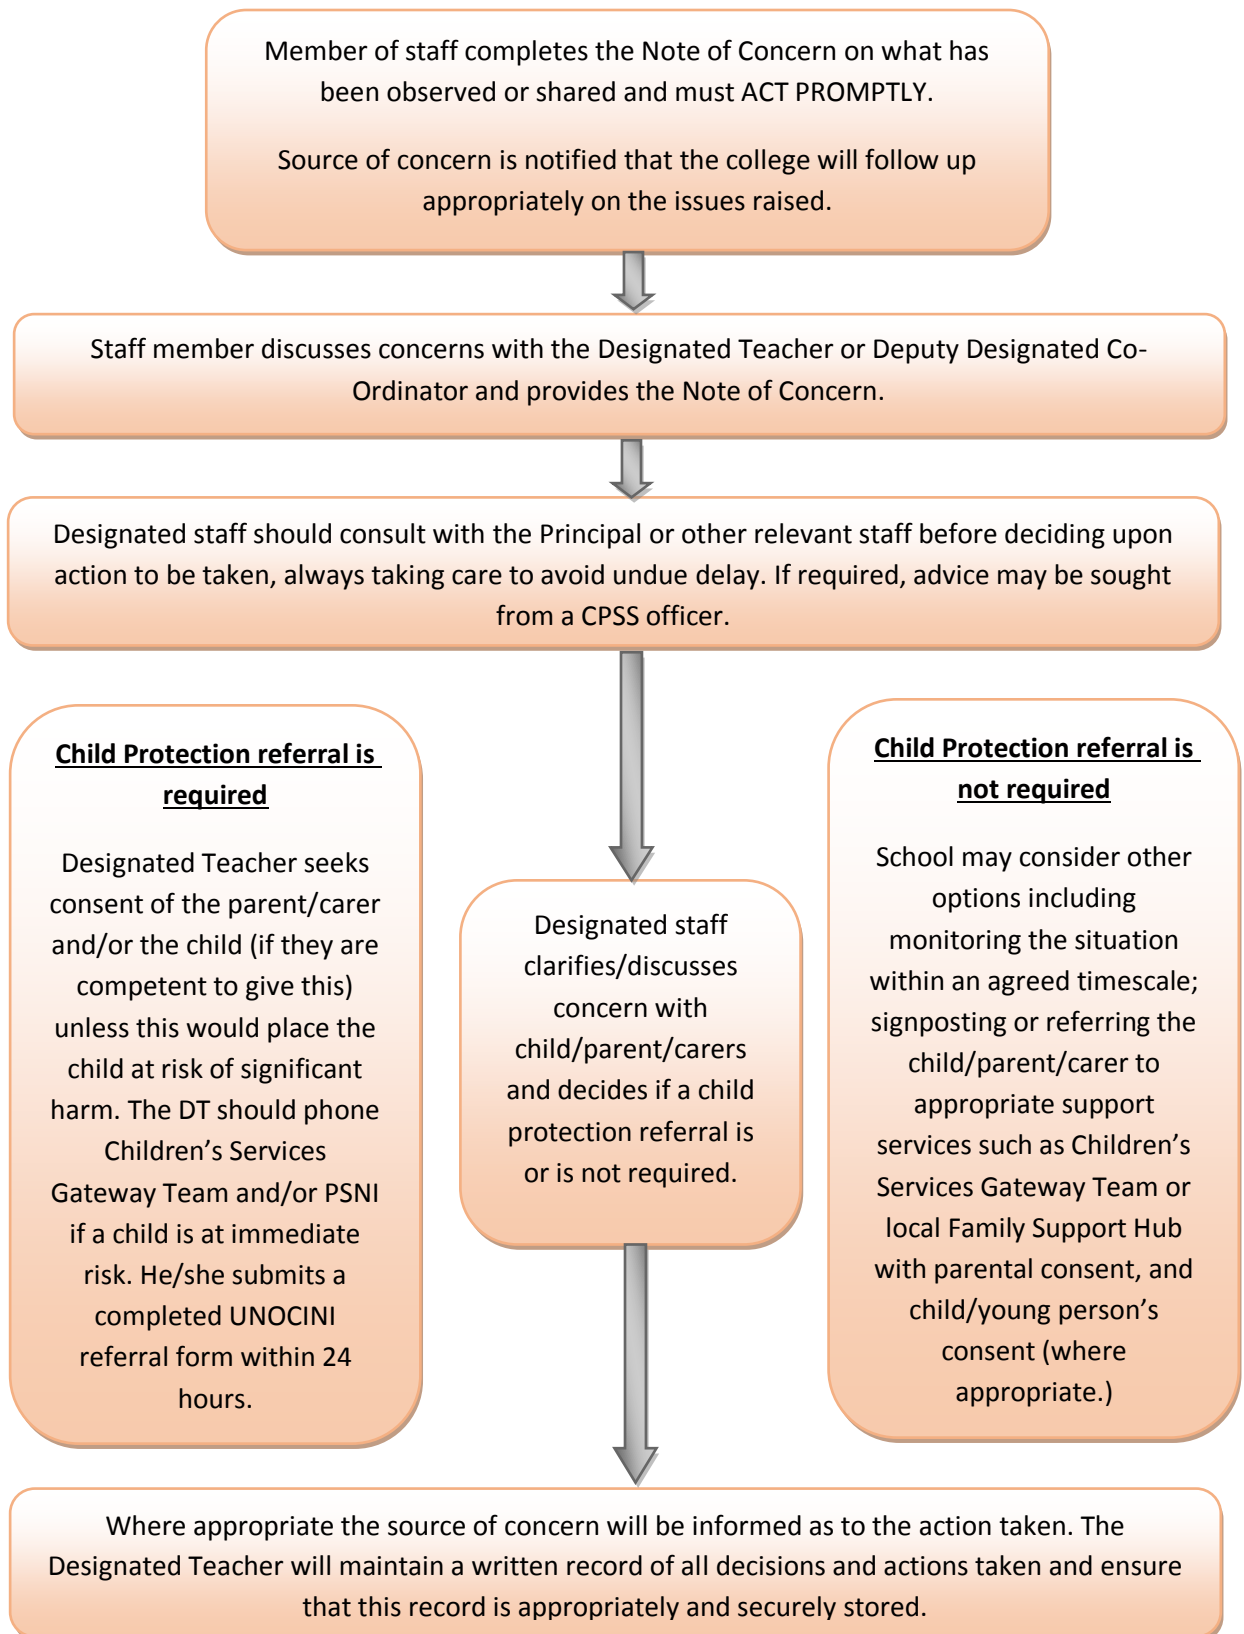 Member of staff completes the Note of Concern on what has
been observed or shared and must ACT PROMPTLY.
Source of concern is notified that the college will follow up
appropriately on the issues raised.
Staff member discusses concerns with the Designated Teacher or Deputy Designated Co-
Ordinator and provides the Note of Concern.
Designated staff should consult with the Principal or other relevant staff before deciding upon
action to be taken, always taking care to avoid undue delay. If required, advice may be sought
from a CPSS officer.
Child Protection referral is
required
Designated Teacher seeks
consent of the parent/carer
and/or the child (if they are
competent to give this)
unless this would place the
child at risk of significant
harm. The DT should phone
Children’s Services
Gateway Team and/or PSNI
if a child is at immediate
risk. He/she submits a
completed UNOCINI
referral form within 24
hours.
Designated staff
clarifies/discusses
concern with
child/parent/carers
and decides if a child
protection referral is
or is not required.
Child Protection referral is
not required
School may consider other
options including
monitoring the situation
within an agreed timescale;
signposting or referring the
child/parent/carer to
appropriate support
services such as Children’s
Services Gateway Team or
local Family Support Hub
with parental consent, and
child/young person’s
consent (where
appropriate.)
Where appropriate the source of concern will be informed as to the action taken. The
Designated Teacher will maintain a written record of all decisions and actions taken and ensure
that this record is appropriately and securely stored.